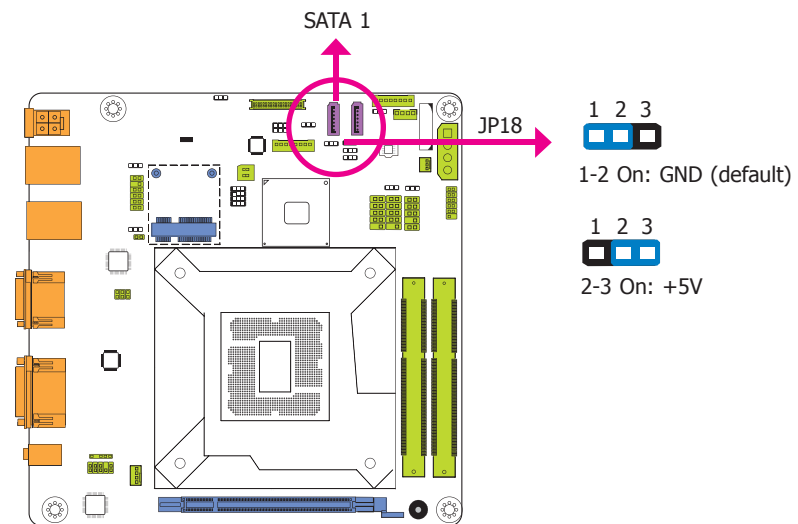 SATA 1
JP18
1 2 3
1-2 On: GND (default)
1 2 3
2-3 On: +5V